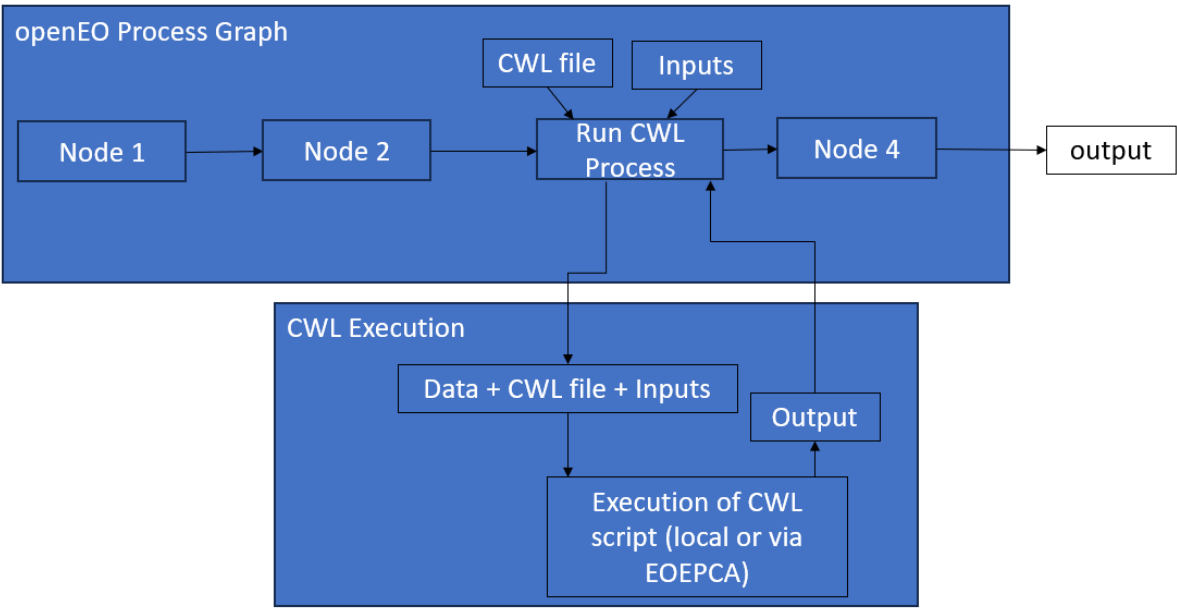 openEO Process Graph
CWL file
Inputs
Node 1
Node 2
Run CWL
Process
Node 4
output
CWL Execution
Data + CWL file + Inputs
Output
Execution of CWL
script (local or via
EOEPCA)